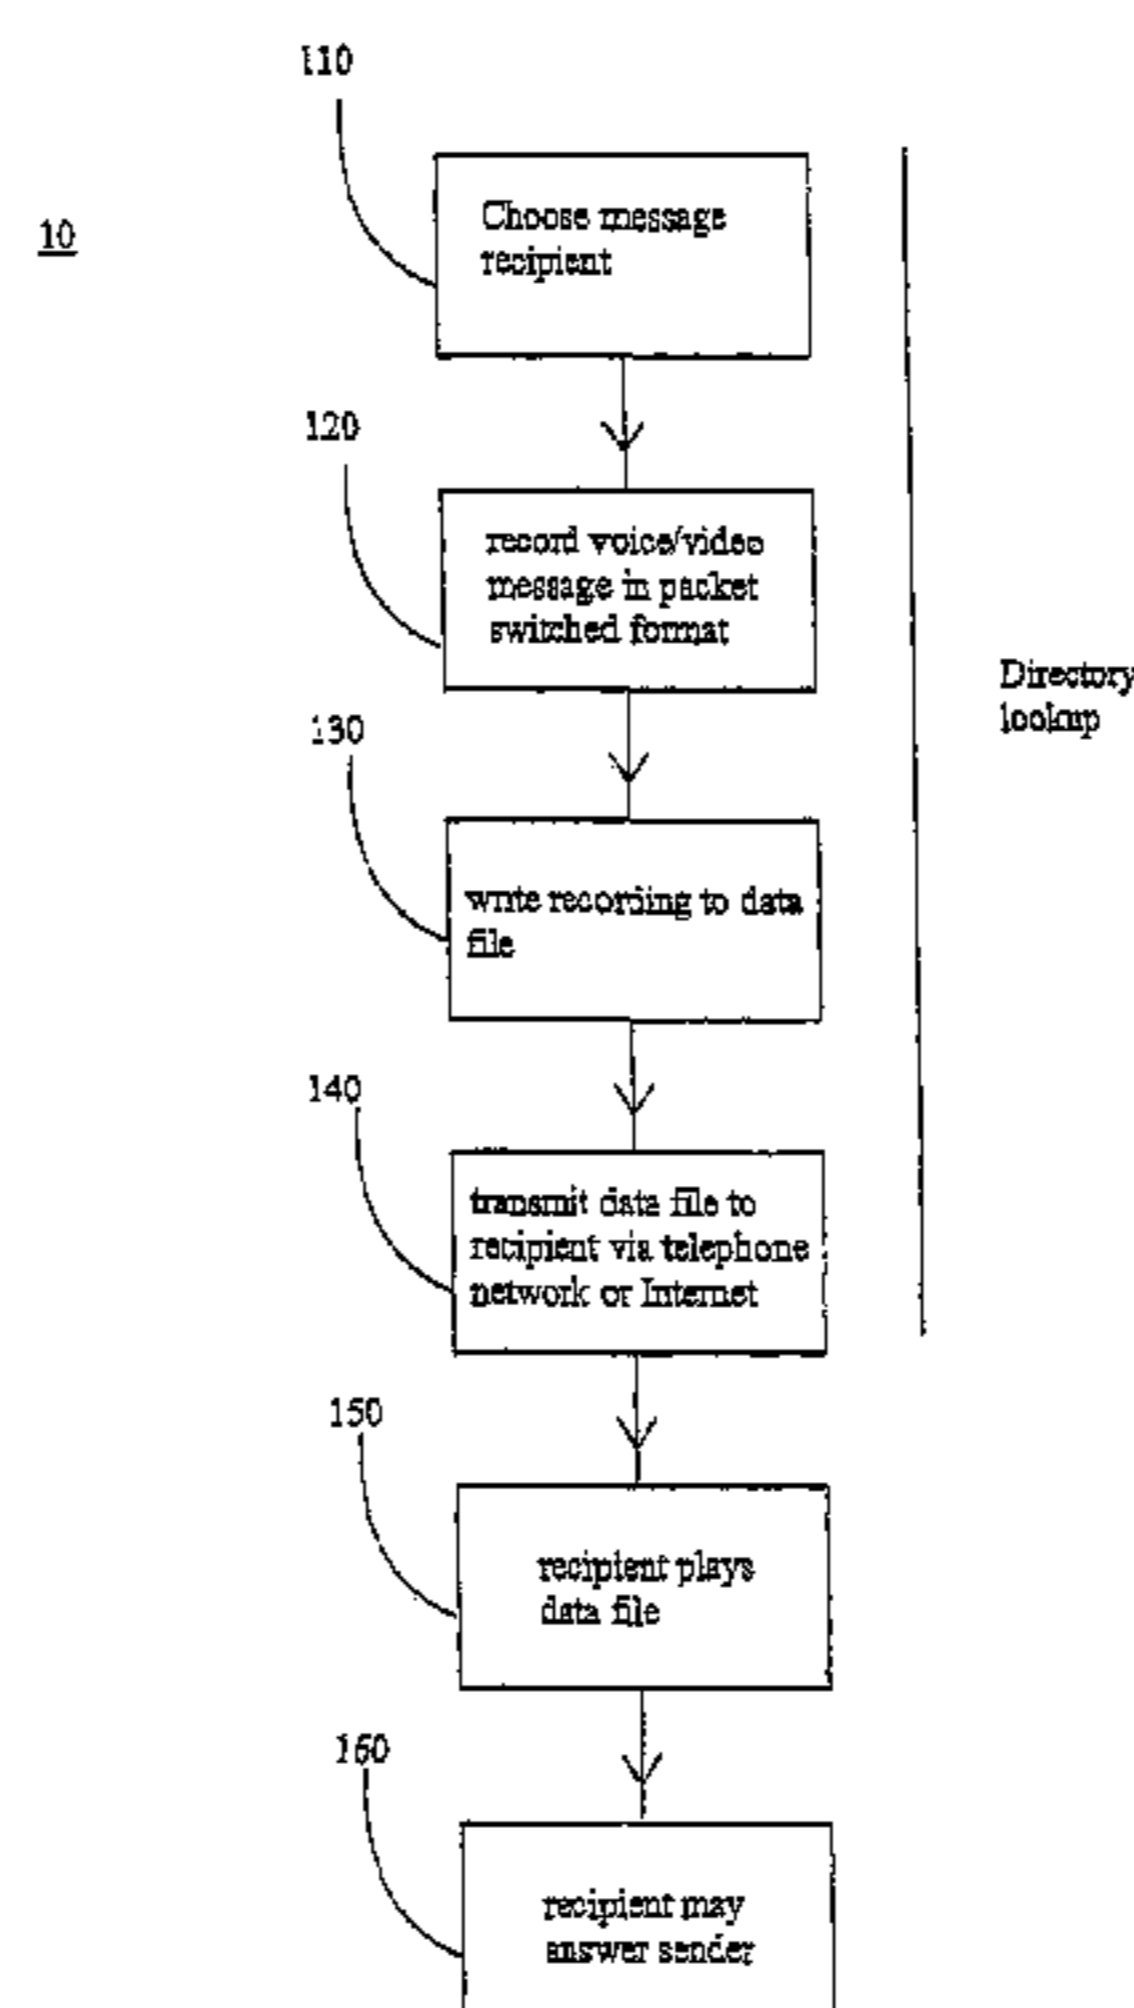 110
10
Choose message
recipient
120
record voice/video
message in packet
switched format
Directory
lookup
130
write recording to data
file
140
transmit data file to
recipient via telephone
network or Internet
150
recipient plays
data file
160
recipient may
answer sender